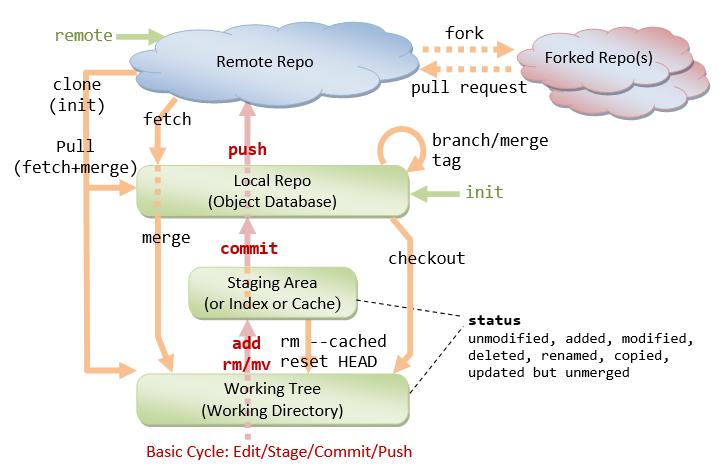 remote
Remote Repo
fork
Forked Repo(s)
pull request
clone
(init)
fetch
Pull
(fetch+merge)
push
branch/merge
tag
Local Repo
(Object Database)
init
merge
commit
checkout
Staging Area
(or Index or Cache)
add
rm/mv
rm --cached
reset HEAD
status
unmodified, added, modified,
deleted, renamed, copied,
updated but unmerged
Working Tree
(Working Directory)
Basic Cycle: Edit/Stage/Commit/Push